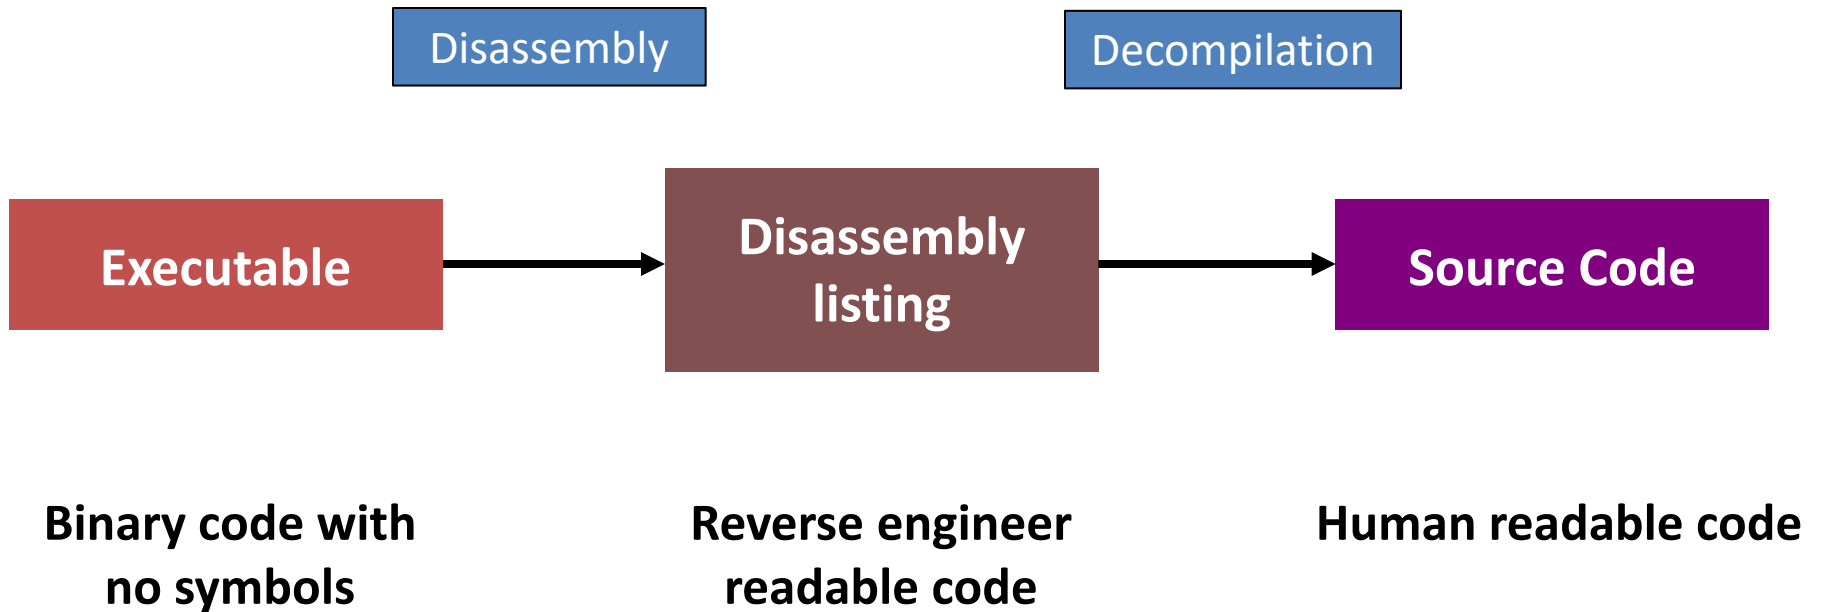 Disassembly
Decompilation
Executable
Disassembly
listing
Source Code
Binary code with
no symbols
Reverse engineer
readable code
Human readable code